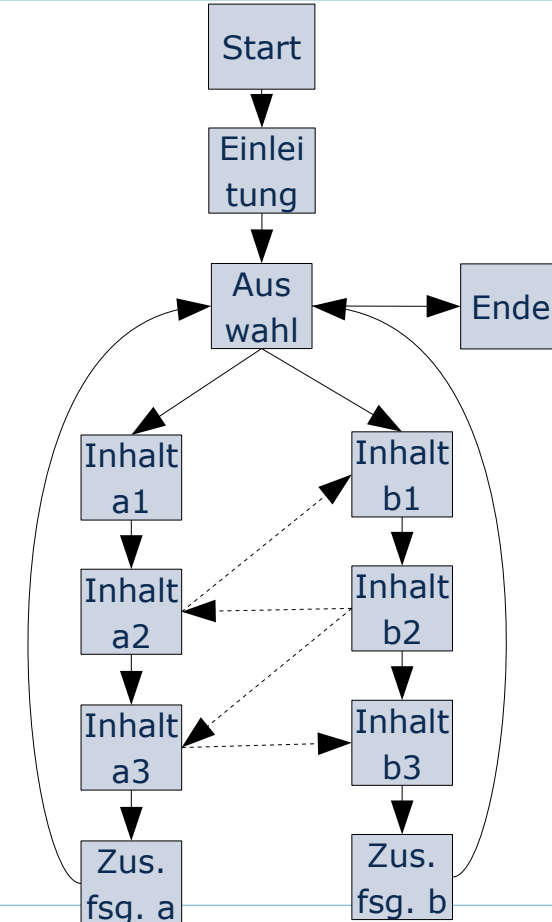 Start
Einlei
tung
Aus
wahl
Ende
Inhalt
a1
Inhalt
b1
Inhalt
a2
Inhalt
b2
Inhalt
a3
Inhalt
b3
Zus.
fsg. a
Zus.
fsg. b